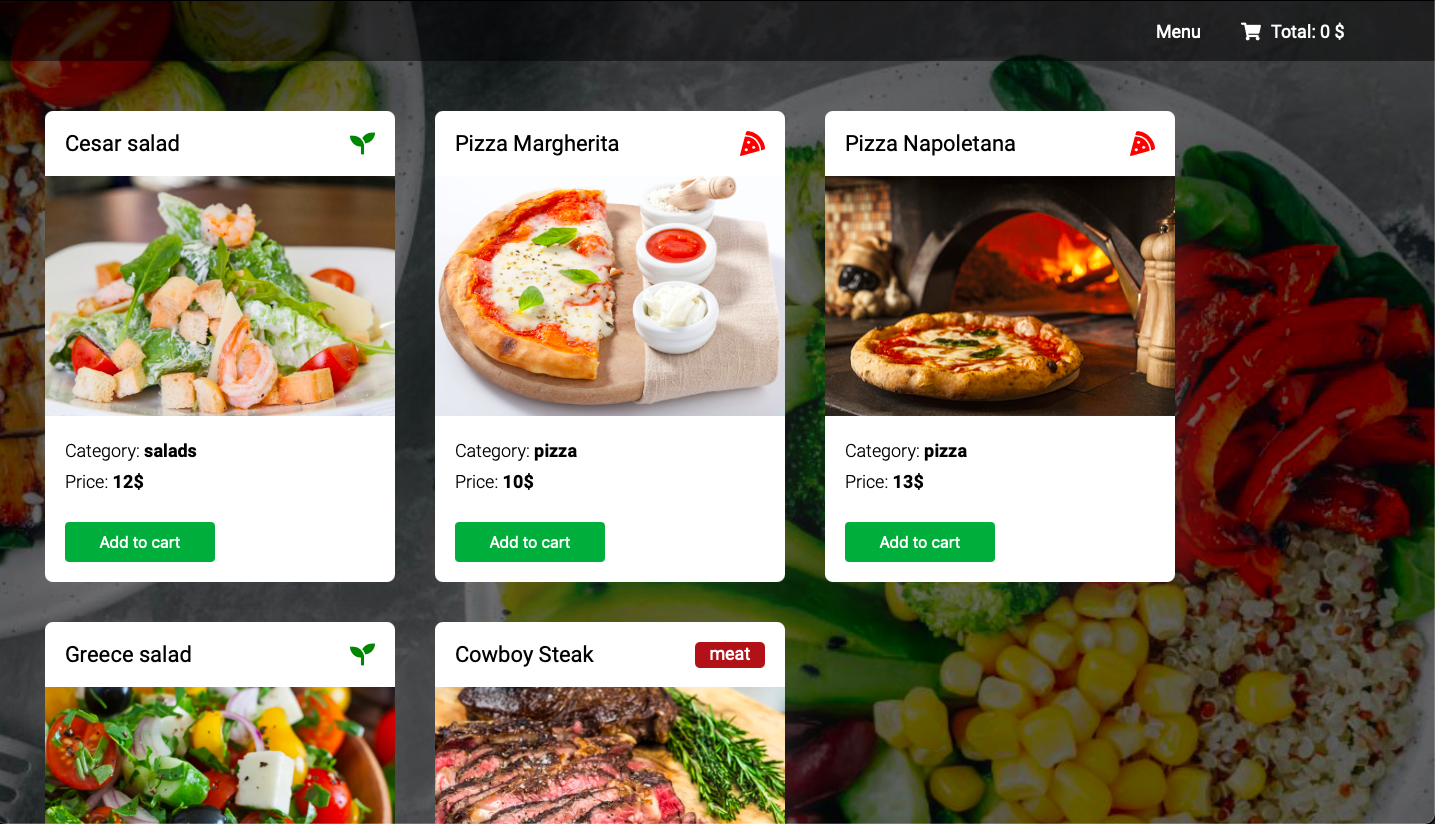 Menu Total: 0 $
Cesar salad
Category: salads
Price: 12$
Add to cart
Pizza Margherita
Category: pizza
Price: 10$
Add to cart
Pizza Napoletana
Category: pizza
Price: 13$
Add to cart
Greece salad
Cowboy Steak
meat